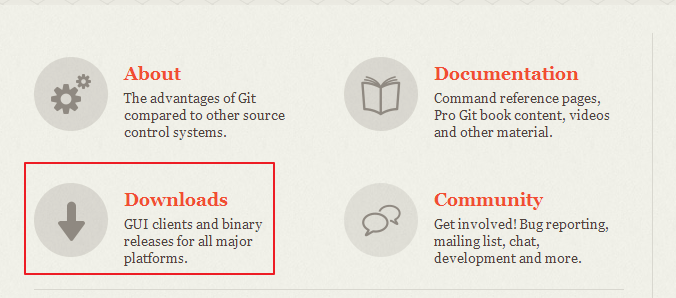 About
The advantages of Git
compared to other source
control systems.
Documentation
Command reference pages,
Pro Git book content, videos
and other material.
Downloads
GUI clients and binary
releases for all major
platforms.
Community
Get involved! Bug reporting,
mailing list, chat,
development and more.